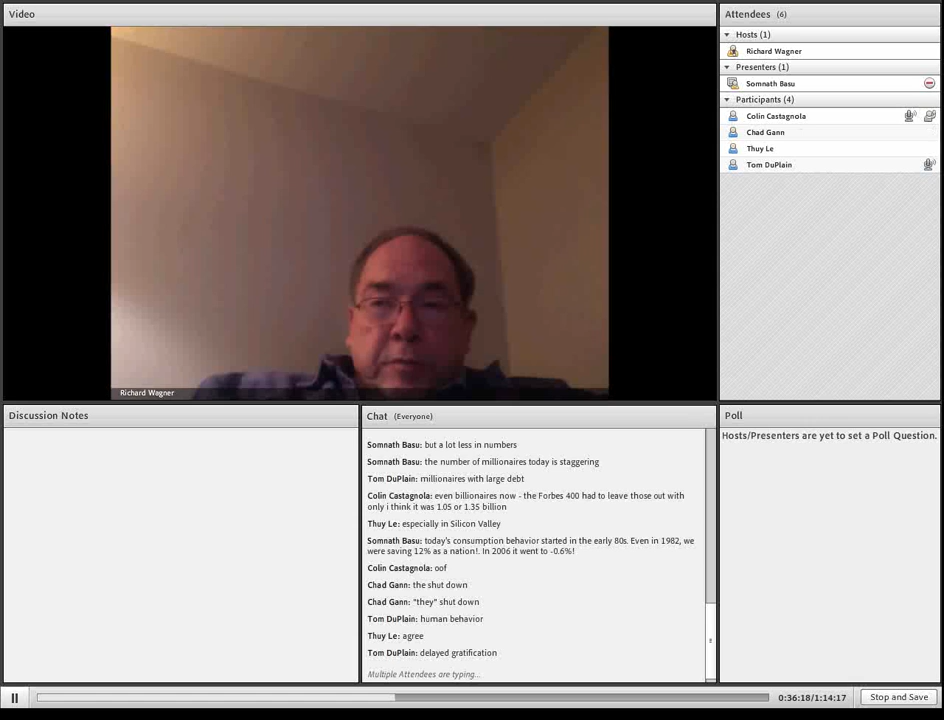 Video
Richard Wagner
Attendees (6)
Hosts (1)
Richard Wagner
Presenters (1)
Somnath Basu
Participants (4)
Colin Castagnola
Chad Gann
Thuy Le
Tom DuPlain
Discussion Notes
Chat (Everyone)
Somnath Basu: but a lot less in numbers
Somnath Basu: the number of millionaires today is staggering
Tom DuPlain: millionaires with large debt
Colin Castagnola: even billionaires now - the Forbes 400 had to leave those out with
only i think it was 1.05 or 1.35 billion
Thuy Le: especially in Silicon Valley
Somnath Basu: today's consumption behavior started in the early 80s. Even in 1982, we
were saving 12% as a nation!. In 2006 it went to -0.6%!
Colin Castagnola: oof
Chad Gann: the shut down
Chad Gann: "they" shut down
Tom DuPlain: human behavior
Thuy Le: agree
Tom DuPlain: delayed gratification
Multiple Attendees are typing...
Poll
Hosts/Presenters are yet to set a Poll Question.
0:36:18/1:14:17
Stop and Save